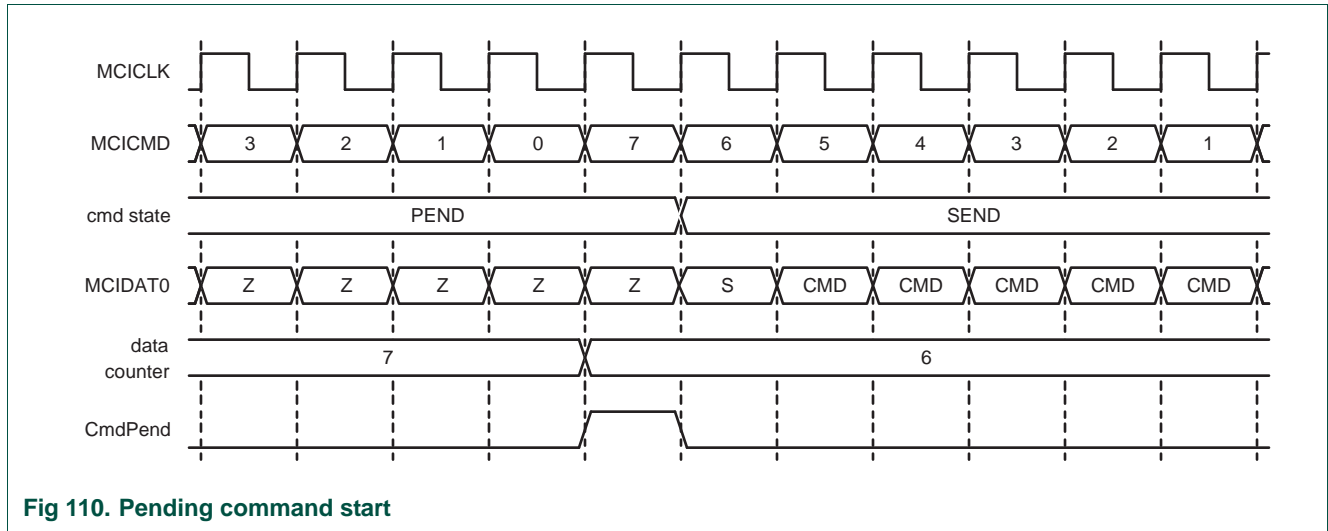 MCICLK
MCICMD 3 2 1 0 7 6 5 4 3 2 1
cmd state PEND SEND
MCIDAT0 Z Z Z Z Z S CMD CMD CMD CMD CMD
data
counter 7 6
CmdPend
Fig 110. Pending command start